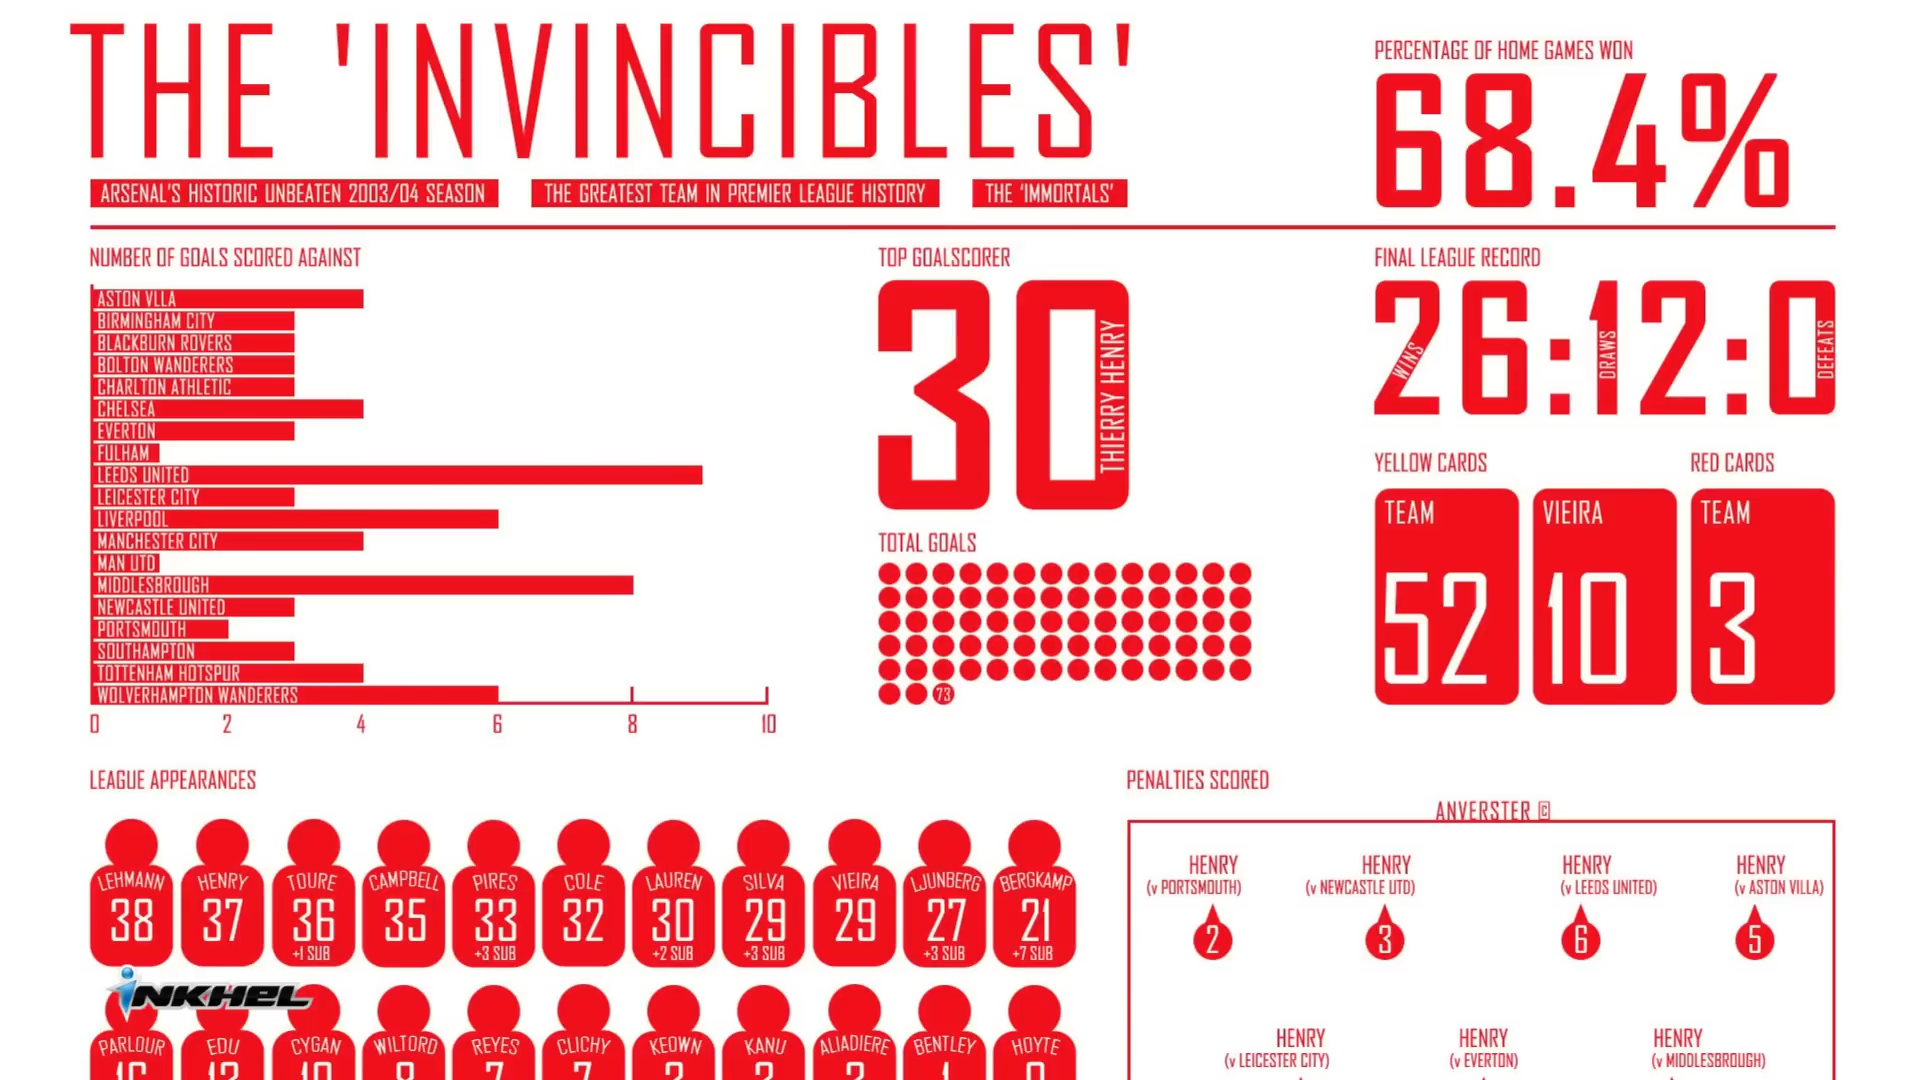 THE 'INVINCIBLES'
ARSENAL'S HISTORIC UNBEATEN 2003/04 SEASON
THE GREATEST TEAM IN PREMIER LEAGUE HISTORY
THE 'IMMORTALS'
PERCENTAGE OF HOME GAMES WON
68.4%
NUMBER OF GOALS SCORED AGAINST
ASTON VLLA
BIRMINGHAM CITY
BLACKBURN ROVERS
BOLTON WANDERERS
CHARLTON ATHLETIC
CHELSEA
EVERTON
FULHAM
LEEDS UNITED
LEICESTER CITY
LIVERPOOL
MANCHESTER CITY
MAN UTD
MIDDLESBROUGH
NEWCASTLE UNITED
PORTSMOUTH
SOUTHAMPTON
TOTTENHAM HOTSPUR
WOLVERHAMPTON WANDERERS
0 2 4 6 8 10
TOP GOALSCORER
30
THIERRY HENRY
TOTAL GOALS
73
FINAL LEAGUE RECORD
26:12:0
WINS
DRAWS
DEFEATS
YELLOW CARDS
RED CARDS
TEAM
52
VIEIRA
10
TEAM
3
LEAGUE APPEARANCES
LEHMANN
38
HENRY
37
TOURE
36
+1 SUB
CAMPBELL
35
PIRES
33
+3 SUB
COLE
32
LAUREN
30
+2 SUB
SILVA
29
+3 SUB
VIEIRA
29
LJUNBERG
27
+3 SUB
BERGKAMP
21
+7 SUB
INKHEL
PARLOUR
EDU
CYGAN
WILTORD
REYES
CLICHY
KEOWN
KANU
ALIADIERE
BENTLEY
HOYTE
PENALTIES SCORED
ANVERSTER ©
HENRY
(v PORTSMOUTH)
2
HENRY
(v NEWCASTLE UTD)
3
HENRY
(v LEEDS UNITED)
6
HENRY
(v ASTON VILLA)
5
HENRY
(v LEICESTER CITY)
HENRY
(v EVERTON)
HENRY
(v MIDDLESBROUGH)